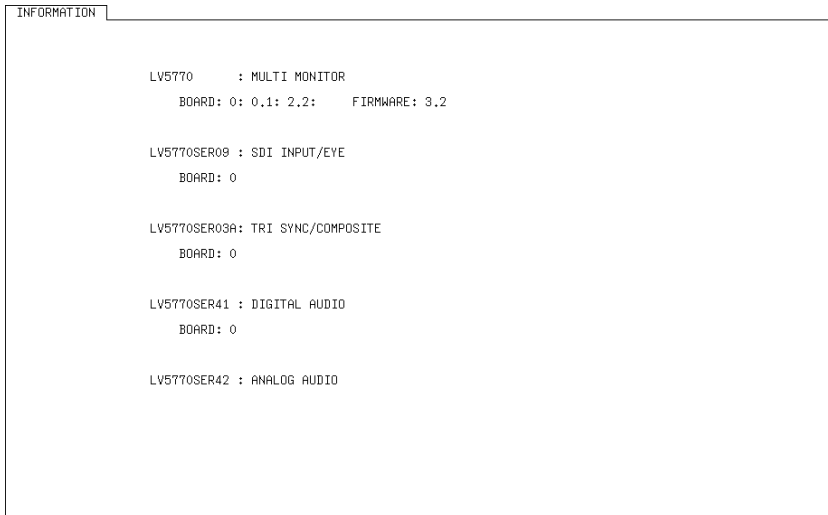 INFORMATION
LV5770 : MULTI MONITOR
BOARD: 0: 0.1: 2.2: FIRMWARE: 3.2
LV5770SER09 : SDI INPUT/EYE
BOARD: 0
LV5770SER03A: TRI SYNC/COMPOSITE
BOARD: 0
LV5770SER41 : DIGITAL AUDIO
BOARD: 0
LV5770SER42 : ANALOG AUDIO